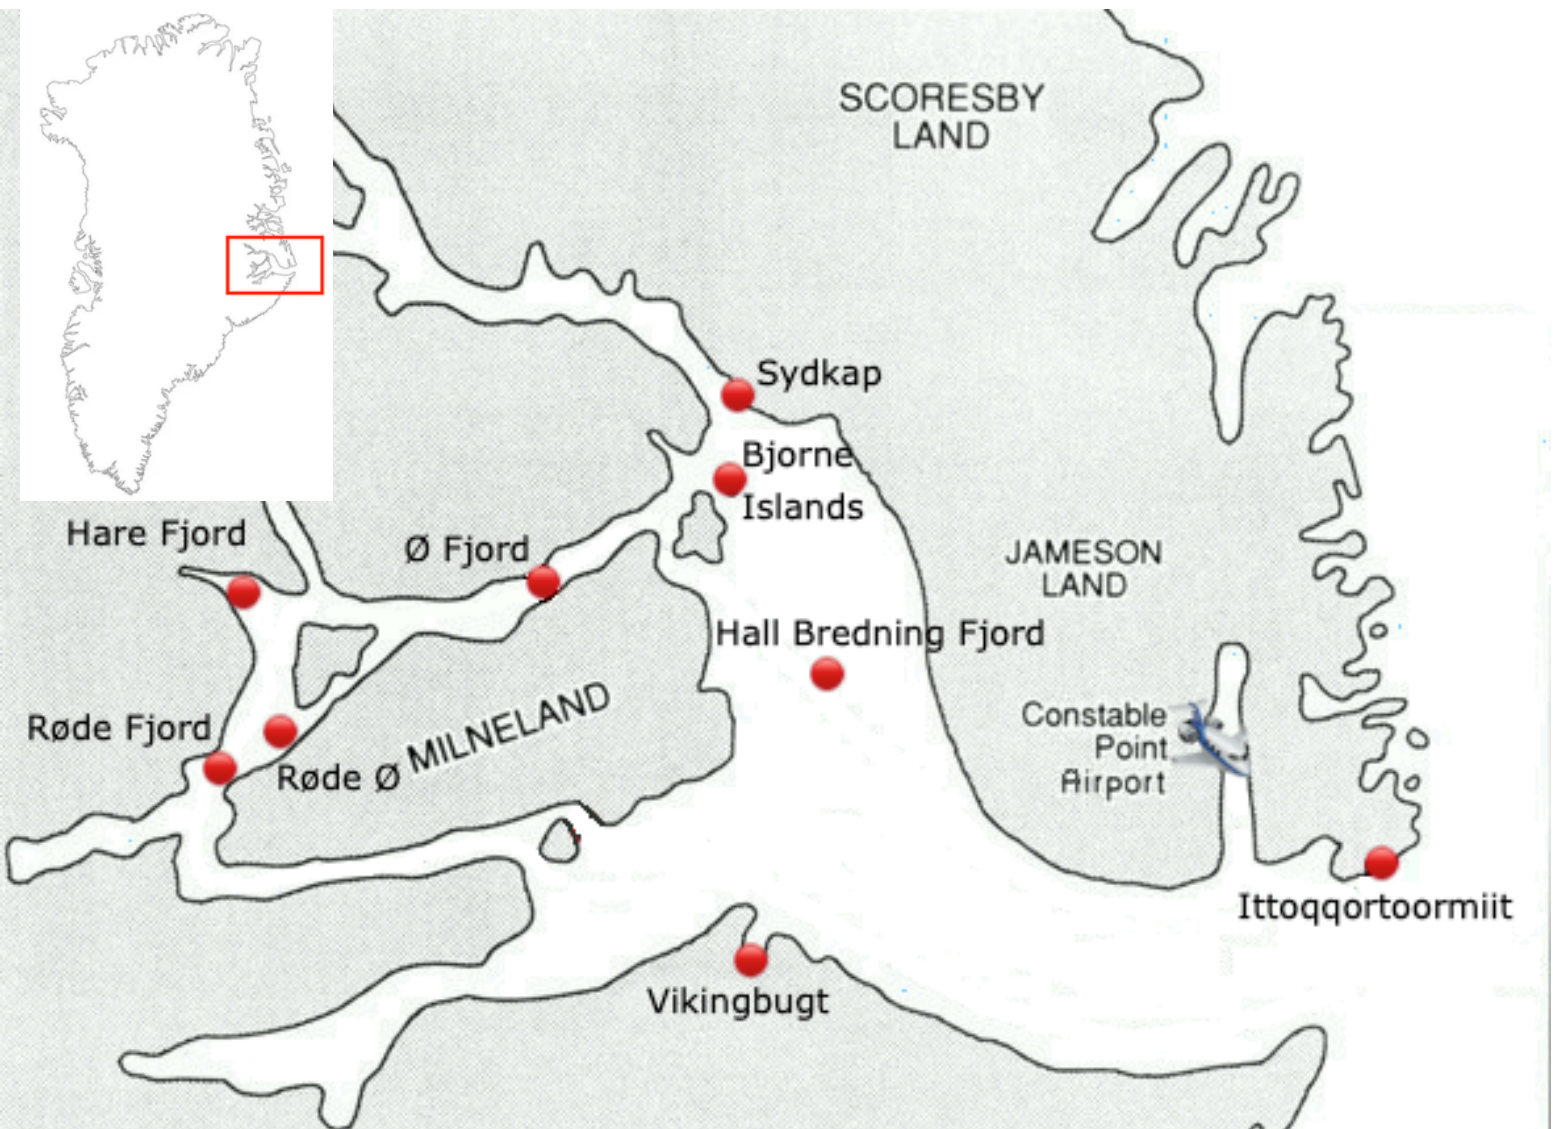 SCORESBY
LAND
Sydkap
Bjorne
Islands
Hare Fjord
Ø Fjord
JAMESON
LAND
Hall Bredning Fjord
Røde Fjord
MILNELAND
Røde Ø
Constable
Point
Airport
Ittoqqortoormiit
Vikingbugt